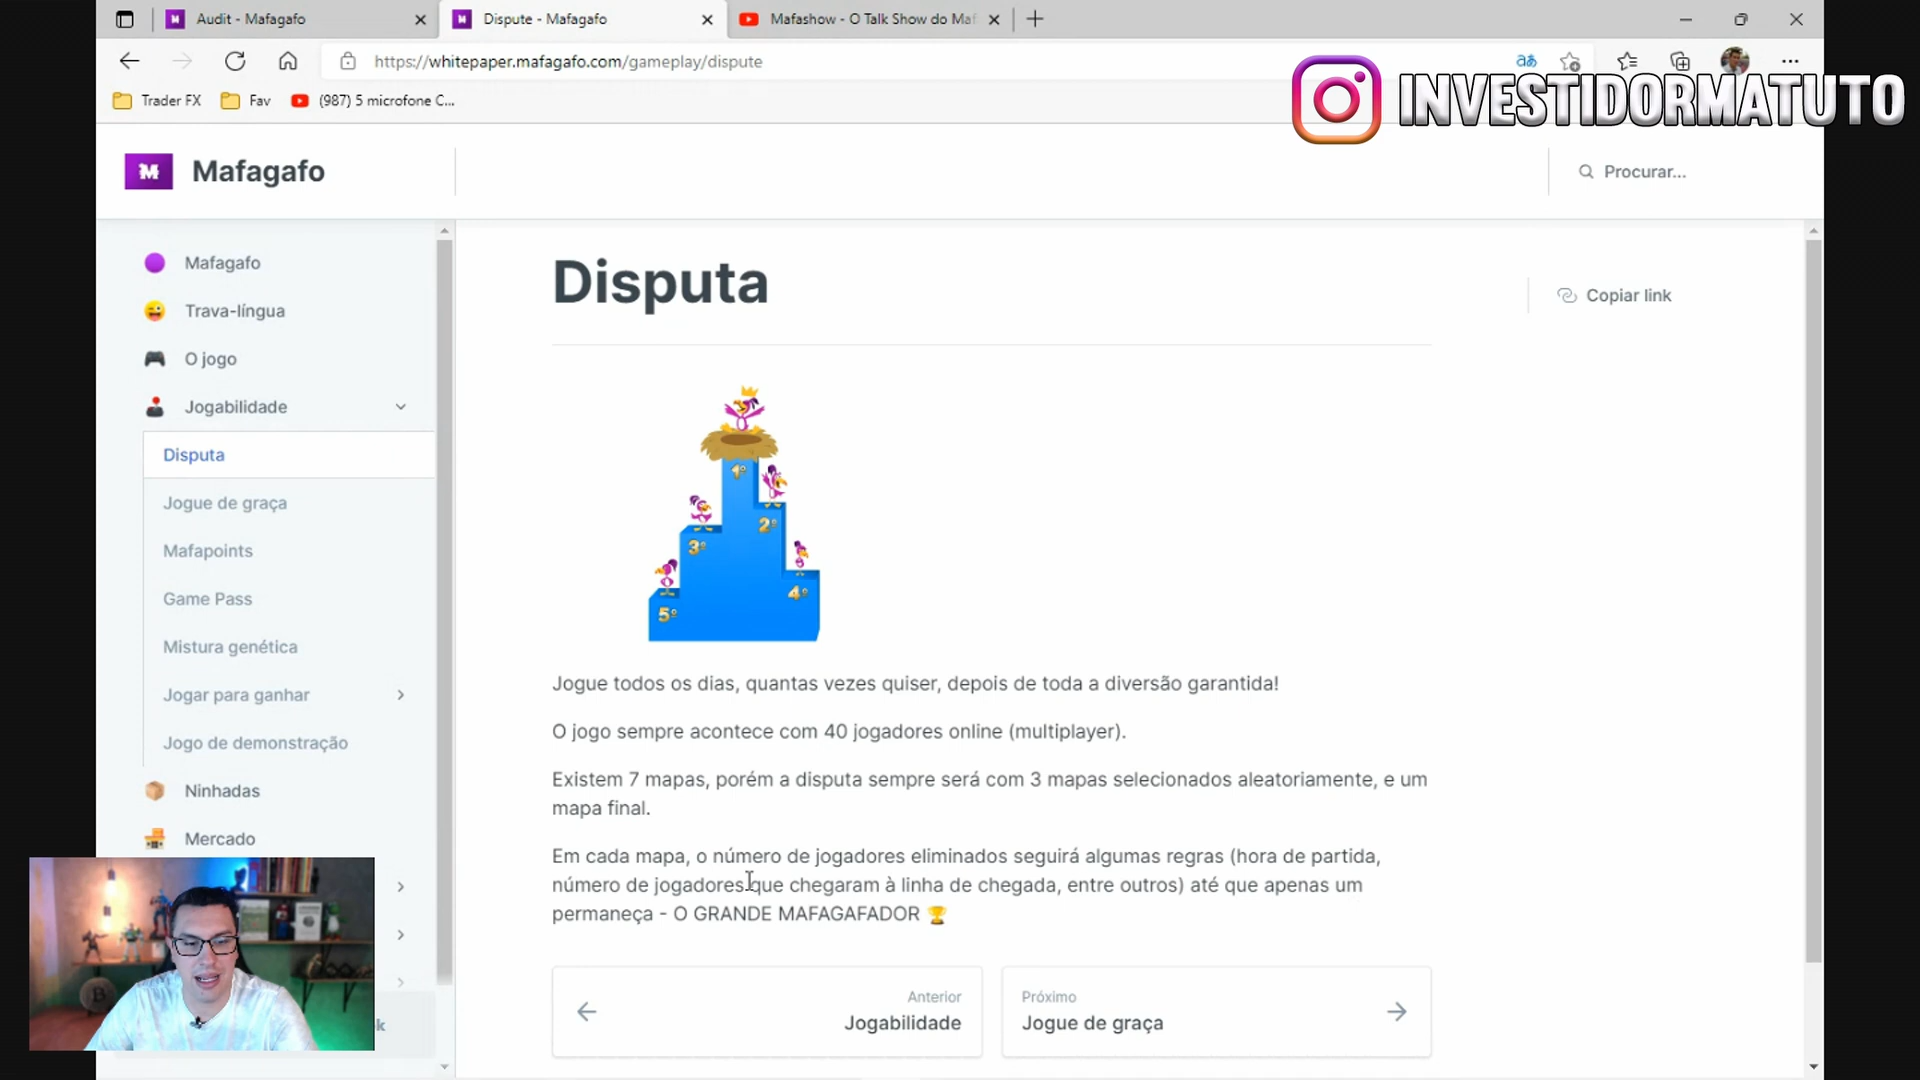 Audit - Mafagafo
Dispute - Mafagafo
Mafashow - O Talk Show do Maf
https://whitepaper.mafagafo.com/gameplay/dispute
aあ
Trader FX
Fav
(987) 5 microfone C...
INVESTIDORMATUTO
Mafagafo
Procurar...
Mafagafo
Trava-língua
O jogo
Jogabilidade
Disputa
Jogue de graça
Mafapoints
Game Pass
Mistura genética
Jogar para ganhar
Jogo de demonstração
Ninhadas
Mercado
k
Disputa
Copiar link
1º
2º
3º
4º
5º
Jogue todos os dias, quantas vezes quiser, depois de toda a diversão garantida!
O jogo sempre acontece com 40 jogadores online (multiplayer).
Existem 7 mapas, porém a disputa sempre será com 3 mapas selecionados aleatoriamente, e um
mapa final.
Em cada mapa, o número de jogadores eliminados seguirá algumas regras (hora de partida,
número de jogadores que chegaram à linha de chegada, entre outros) até que apenas um
permaneça - O GRANDE MAFAGAFADOR 🏆
Anterior
Jogabilidade
Próximo
Jogue de graça